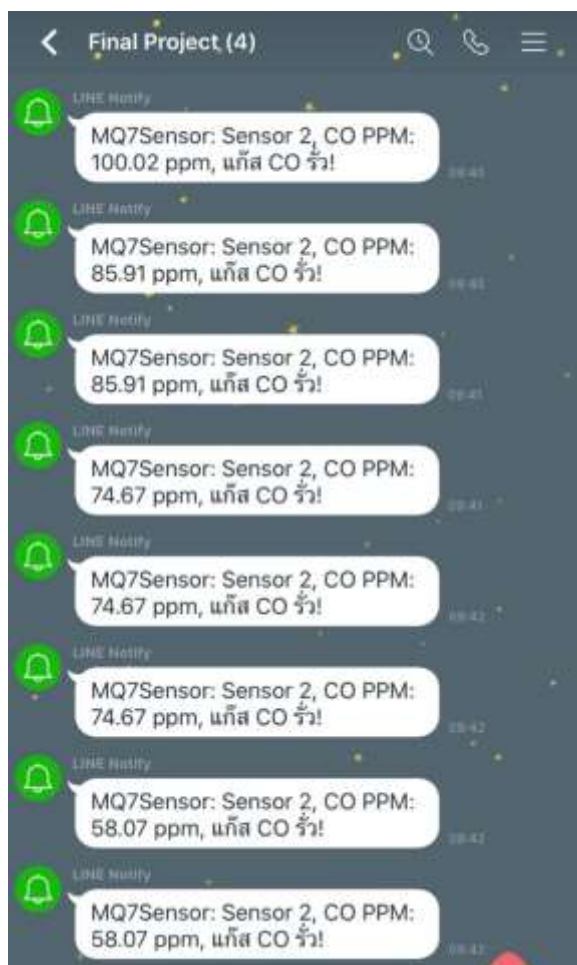 Final Project (4)
LINE Notify
MQ7Sensor: Sensor 2, CO PPM:
100.02 ppm, แก๊ส CO รั่ว!
LINE Notify
MQ7Sensor: Sensor 2, CO PPM:
85.91 ppm, แก๊ส CO รั่ว!
LINE Notify
MQ7Sensor: Sensor 2, CO PPM:
85.91 ppm, แก๊ส CO รั่ว!
LINE Notify
MQ7Sensor: Sensor 2, CO PPM:
74.67 ppm, แก๊ส CO รั่ว!
LINE Notify
MQ7Sensor: Sensor 2, CO PPM:
74.67 ppm, แก๊ส CO รั่ว!
LINE Notify
MQ7Sensor: Sensor 2, CO PPM:
74.67 ppm, แก๊ส CO รั่ว!
LINE Notify
MQ7Sensor: Sensor 2, CO PPM:
58.07 ppm, แก๊ส CO รั่ว!
LINE Notify
MQ7Sensor: Sensor 2, CO PPM:
58.07 ppm, แก๊ส CO รั่ว!